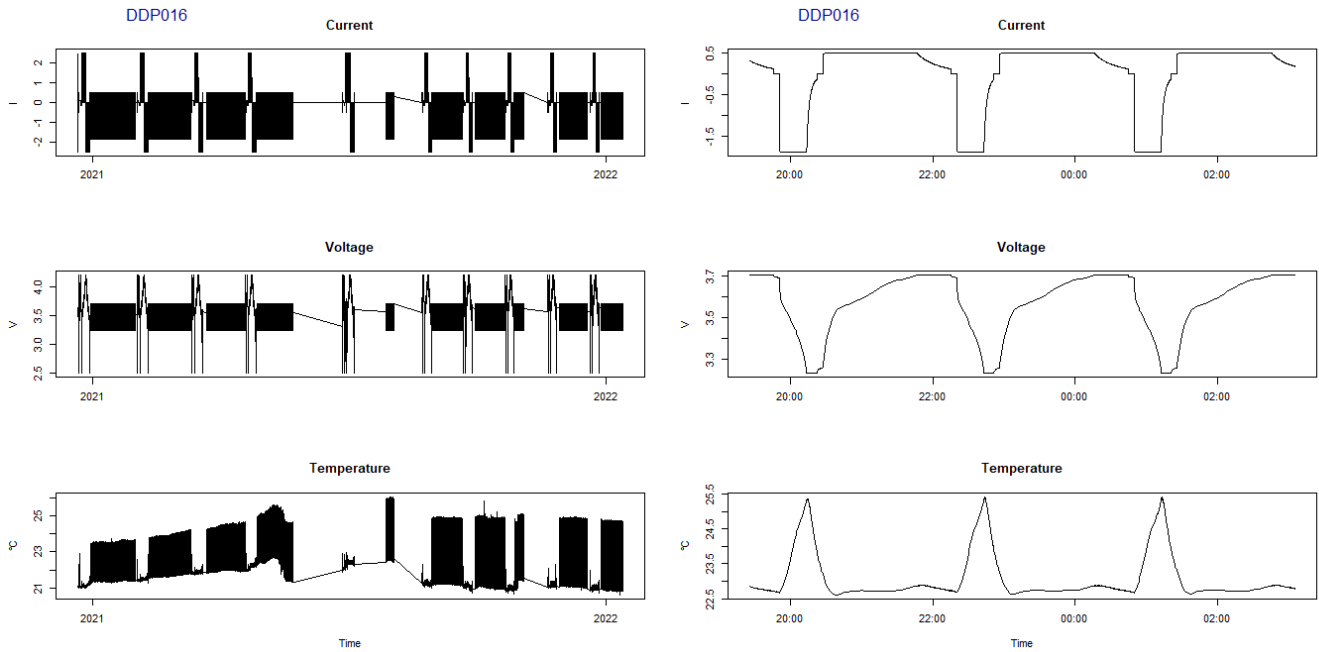 DDP016
Current
I
2
1
0
-1
-2
2021 2022
Voltage
V
4.0
3.5
3.0
2.5
2021 2022
Temperature
°C
25
23
21
2021 2022
Time
DDP016
Current
I
0.5
-0.5
-1.5
20:00 22:00 00:00 02:00
Voltage
V
3.7
3.5
3.3
20:00 22:00 00:00 02:00
Temperature
°C
25.5
24.5
23.5
22.5
20:00 22:00 00:00 02:00
Time